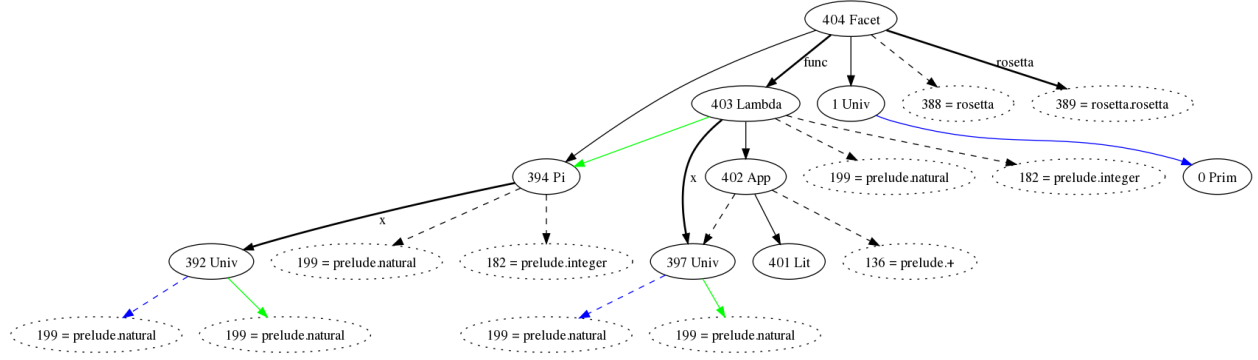 404 Facet
func
rosetta
403 Lambda
1 Univ
388 = rosetta
389 = rosetta.rosetta
394 Pi
x
402 App
199 = prelude.natural
182 = prelude.integer
0 Prim
x
392 Univ
199 = prelude.natural
182 = prelude.integer
397 Univ
401 Lit
136 = prelude.+
199 = prelude.natural
199 = prelude.natural
199 = prelude.natural
199 = prelude.natural